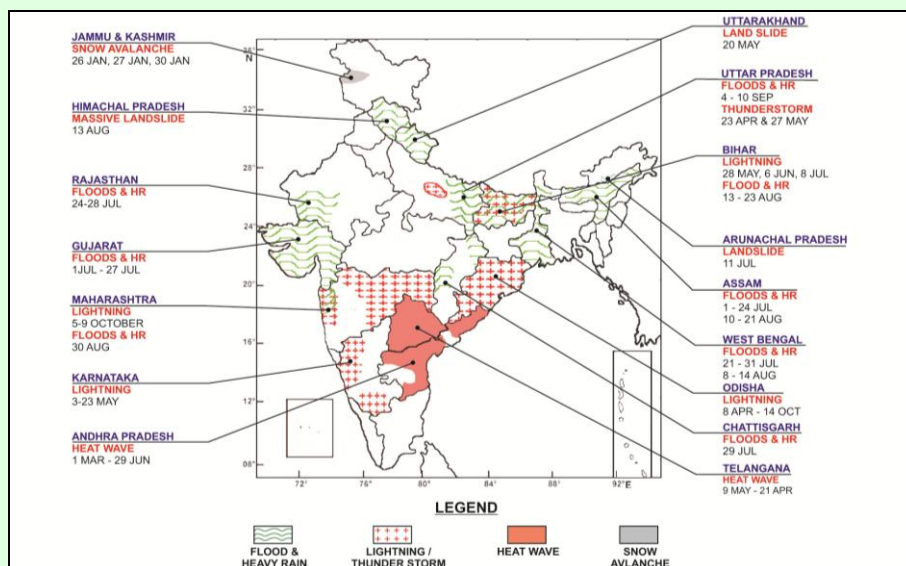 JAMMU & KASHMIR
SNOW AVALANCHE
26 JAN, 27 JAN, 30 JAN
HIMACHAL PRADESH
MASSIVE LANDSLIDE
13 AUG
RAJASTHAN
FLOODS & HR
24-28 JUL
GUJARAT
FLOODS & HR
1JUL - 27 JUL
MAHARASHTRA
LIGHTNING
5-9 OCTOBER
FLOODS & HR
30 AUG
KARNATAKA
LIGHTNING
3-23 MAY
ANDHRA PRADESH
HEAT WAVE
1 MAR - 29 JUN
36°
N
32°
28°
24°
20°
16°
12°
08°
72°
76°
80°
84°
88°
92°E
UTTARAKHAND
LAND SLIDE
20 MAY
UTTAR PRADESH
FLOODS & HR
4 - 10 SEP
THUNDERSTORM
23 APR & 27 MAY
BIHAR
LIGHTNING
28 MAY, 6 JUN, 8 JUL
FLOOD & HR
13 - 23 AUG
ARUNACHAL PRADESH
LANDSLIDE
11 JUL
ASSAM
FLOODS & HR
1 - 24 JUL
10 - 21 AUG
WEST BENGAL
FLOODS & HR
21 - 31 JUL
8 - 14 AUG
ODISHA
LIGHTNING
8 APR - 14 OCT
CHATTISGARH
FLOODS & HR
29 JUL
TELANGANA
HEAT WAVE
9 MAY - 21 APR
LEGEND
FLOOD &
HEAVY RAIN
LIGHTNING /
THUNDER STORM
HEAT WAVE
SNOW
AVLANCHE